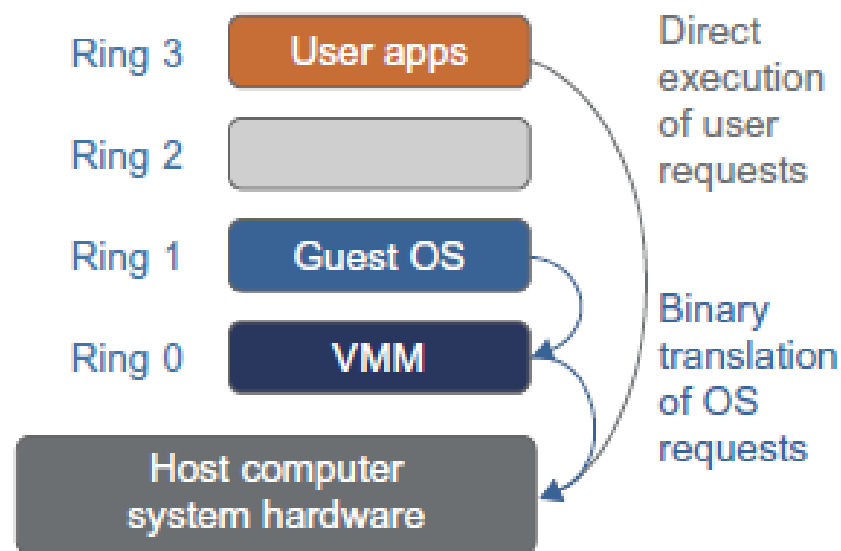 Ring 3
User apps
Direct
execution
of user
requests
Ring 2
Ring 1
Guest OS
Ring 0
VMM
Binary
translation
of OS
requests
Host computer
system hardware